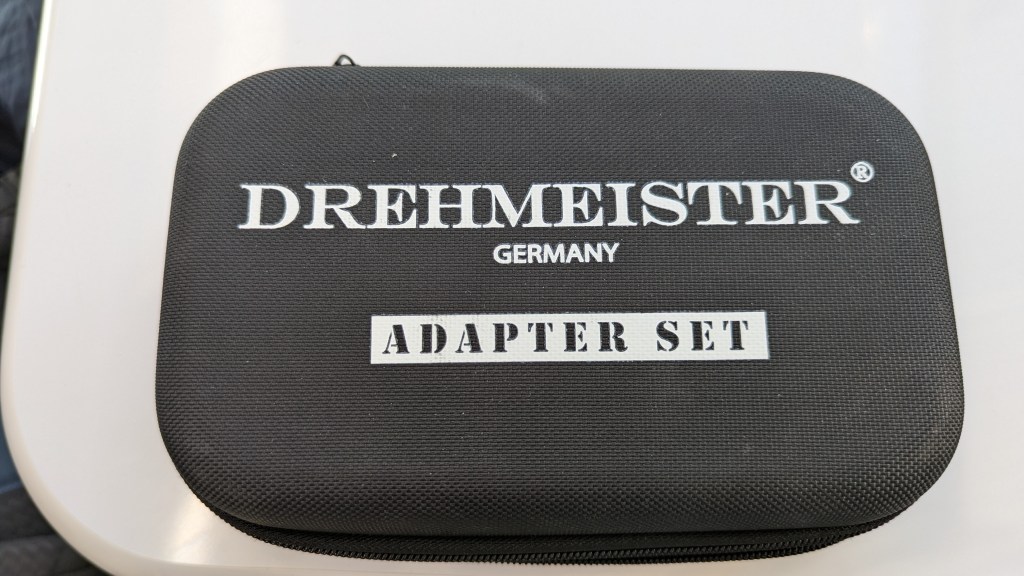 DREHMEISTER®
GERMANY
ADAPTER SET